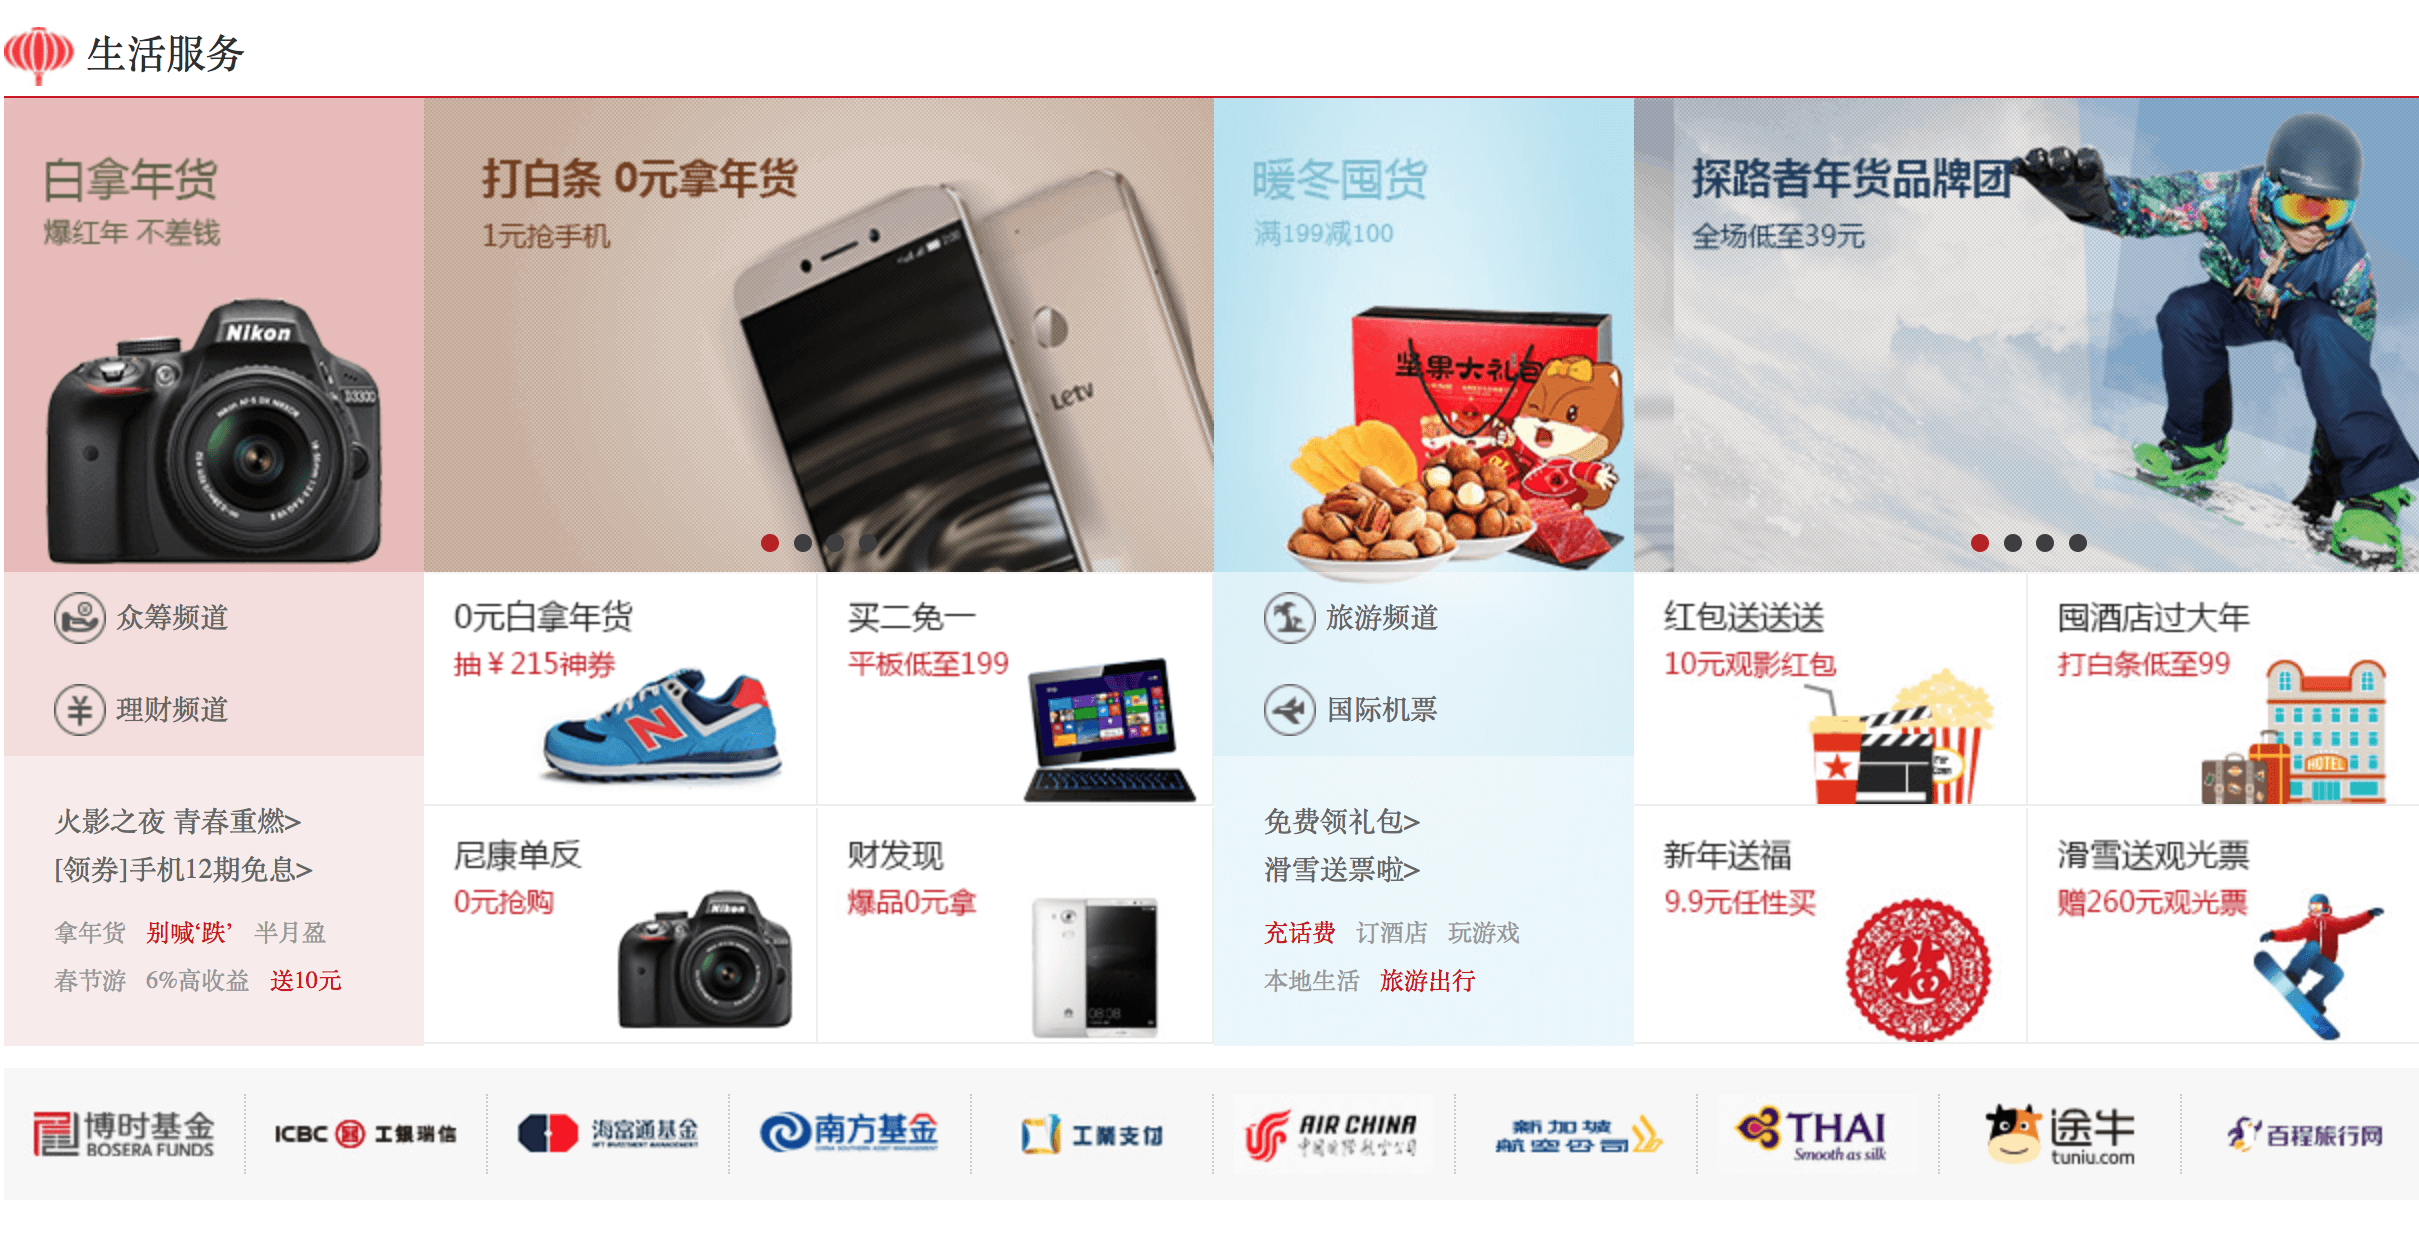 生活服务
白拿年货
爆红年 不差钱
Nikon
D3300
打白条 0元拿年货
1元抢手机
Letv
暖冬囤货
满199减100
坚果大礼包
探路者年货品牌团
全场低至39元
众筹频道
理财频道
火影之夜 青春重燃>
[领券]手机12期免息>
拿年货 别喊‘跌’ 半月盈
春节游 6%高收益 送10元
0元白拿年货
抽￥215神券
N
买二免一
平板低至199
尼康单反
0元抢购
Nikon
财发现
爆品0元拿
08:08
旅游频道
国际机票
免费领礼包>
滑雪送票啦>
充话费 订酒店 玩游戏
本地生活 旅游出行
红包送送送
10元观影红包
囤酒店过大年
打白条低至99
HOTEL
新年送福
9.9元任性买
福
滑雪送观光票
赠260元观光票
博时基金
BOSERA FUNDS
ICBC 工银瑞信
海富通基金
HFT INVESTMENT MANAGEMENT
南方基金
CHINA SOUTHERN ASSET MANAGEMENT
工業支付
AIR CHINA
中国国际航空公司
新加坡
航空公司
THAI
Smooth as silk
途牛
tuniu.com
百程旅行网